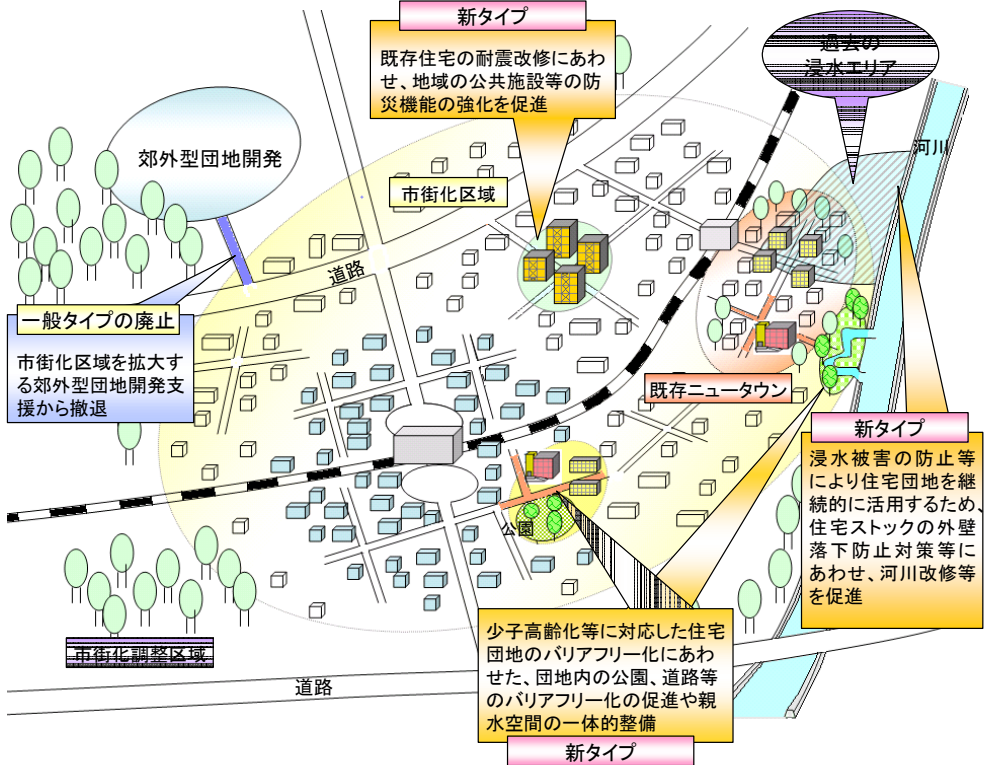 新タイプ
既存住宅の耐震改修にあわ
せ、地域の公共施設等の防
災機能の強化を促進
過去の
浸水エリア
河川
郊外型団地開発
市街化区域
道路
一般タイプの廃止
市街化区域を拡大す
る郊外型団地開発支
援から撤退
既存ニュータウン
新タイプ
浸水被害の防止等
により住宅団地を継
続的に活用するため、
住宅ストックの外壁
落下防止対策等に
あわせ、河川改修等
を促進
公園
少子高齢化等に対応した住宅
団地のバリアフリー化にあわ
せた、団地内の公園、道路等
のバリアフリー化の促進や親
水空間の一体的整備
新タイプ
市街化調整区域
道路